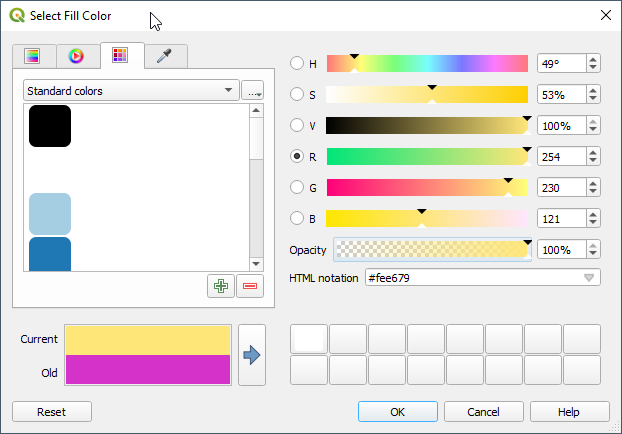 Select Fill Color
Standard colors
...
H 49°
S 53%
V 100%
R 254
G 230
B 121
Opacity 100%
HTML notation #fee679
Current
Old
Reset
OK
Cancel
Help